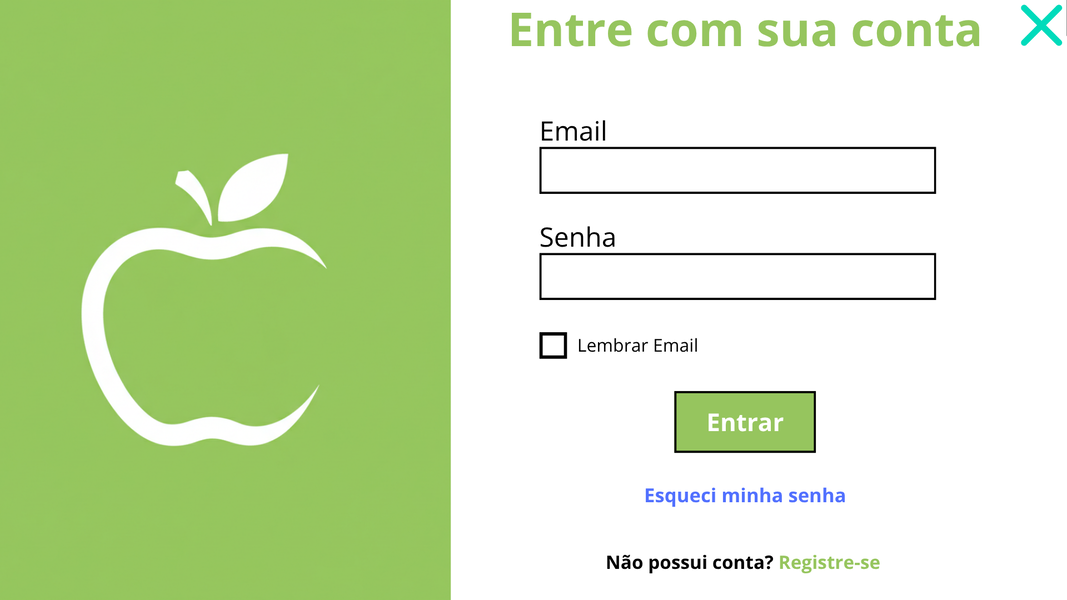 Entre com sua conta
Email
Senha
Lembrar Email
Entrar
Esqueci minha senha
Não possui conta? Registre-se